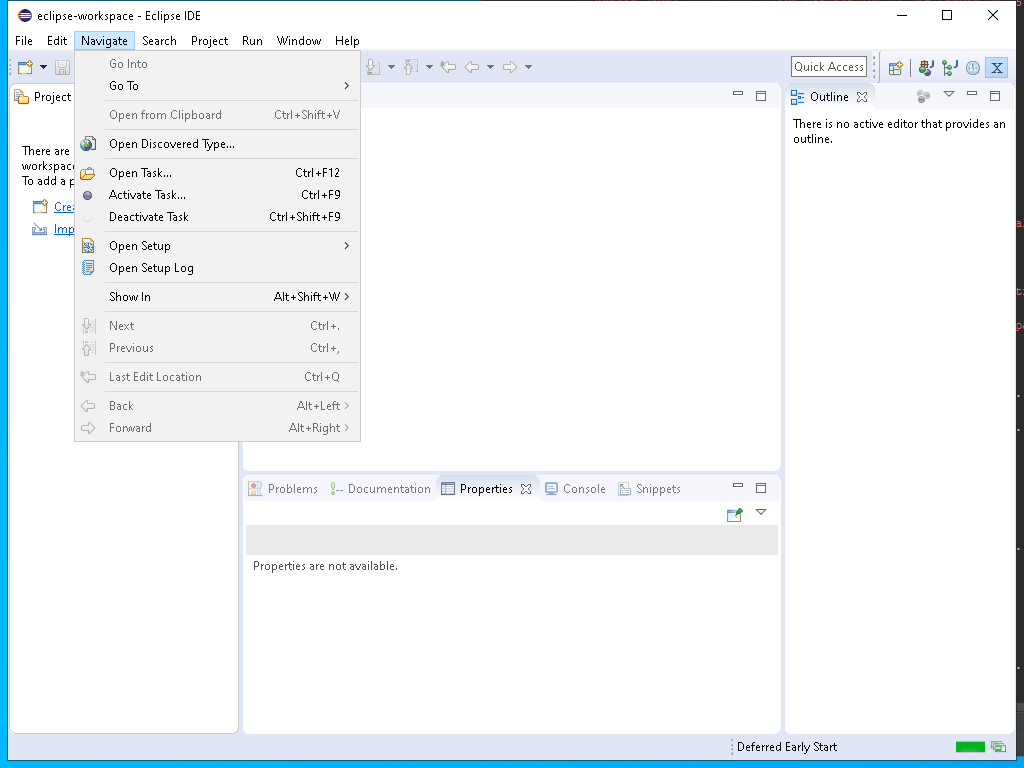 eclipse-workspace - Eclipse IDE
File Edit Navigate Search Project Run Window Help
Quick Access
Go Into
Go To
Open from Clipboard Ctrl+Shift+V
Open Discovered Type...
Open Task... Ctrl+F12
Activate Task... Ctrl+F9
Deactivate Task Ctrl+Shift+F9
Open Setup
Open Setup Log
Show In Alt+Shift+W
Next Ctrl+.
Previous Ctrl+,
Last Edit Location Ctrl+Q
Back Alt+Left
Forward Alt+Right
Project
There are
workspac
To add a p
Crea
Imp
Outline
There is no active editor that provides an
outline.
Problems Documentation Properties Console Snippets
Properties are not available.
Deferred Early Start